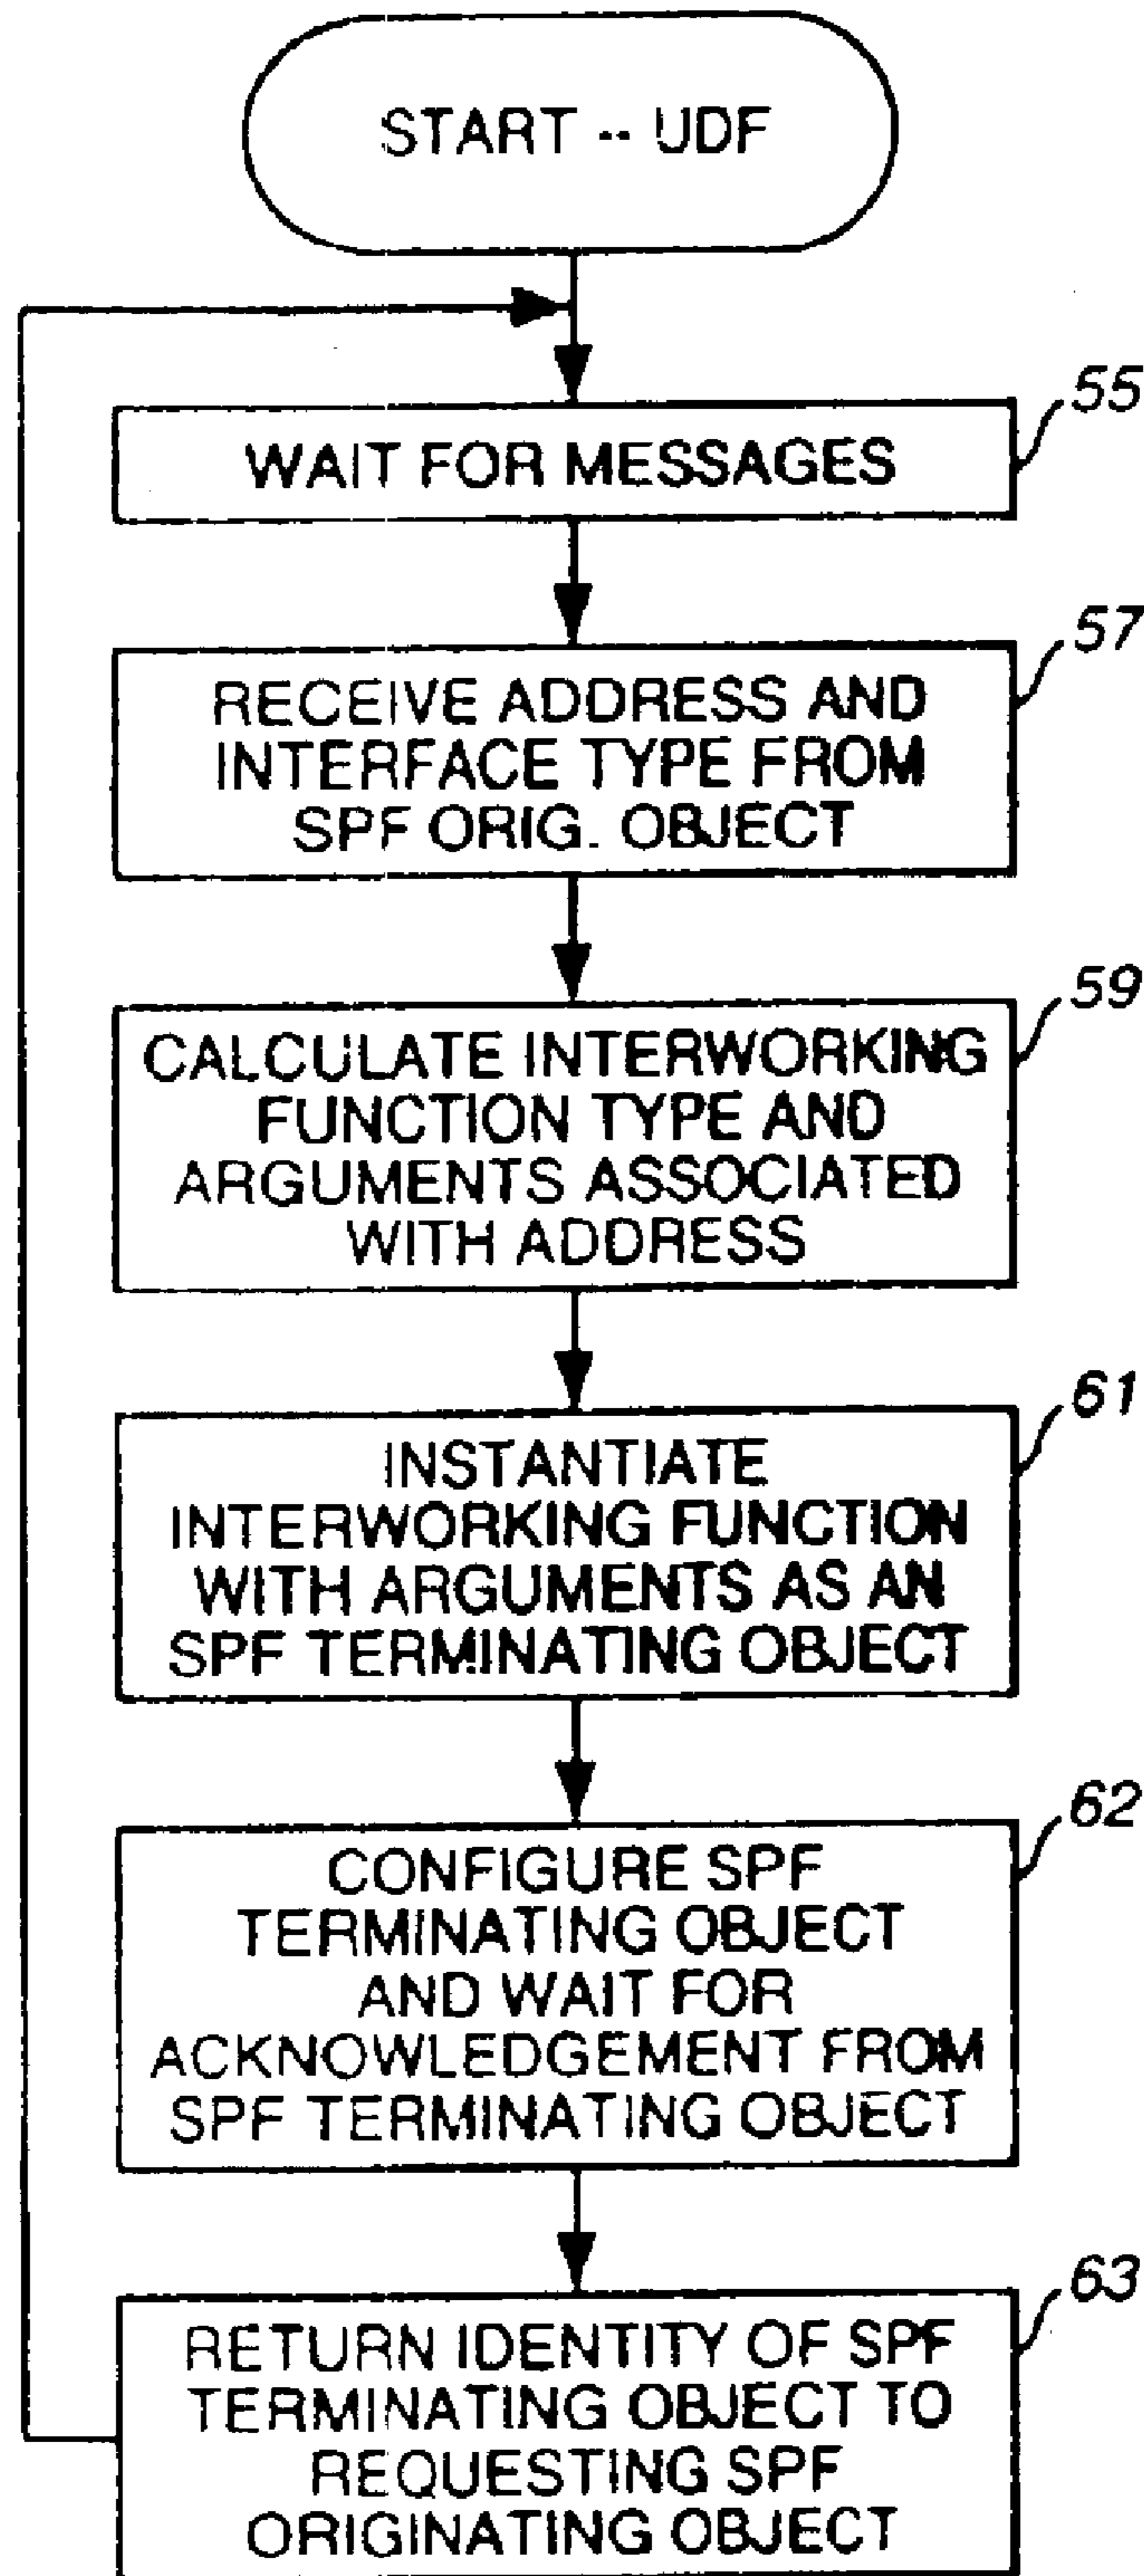 START -- UDF
55
WAIT FOR MESSAGES
57
RECEIVE ADDRESS AND
INTERFACE TYPE FROM
SPF ORIG. OBJECT
59
CALCULATE INTERWORKING
FUNCTION TYPE AND
ARGUMENTS ASSOCIATED
WITH ADDRESS
61
INSTANTIATE
INTERWORKING FUNCTION
WITH ARGUMENTS AS AN
SPF TERMINATING OBJECT
62
CONFIGURE SPF
TERMINATING OBJECT
AND WAIT FOR
ACKNOWLEDGEMENT FROM
SPF TERMINATING OBJECT
63
RETURN IDENTITY OF SPF
TERMINATING OBJECT TO
REQUESTING SPF
ORIGINATING OBJECT